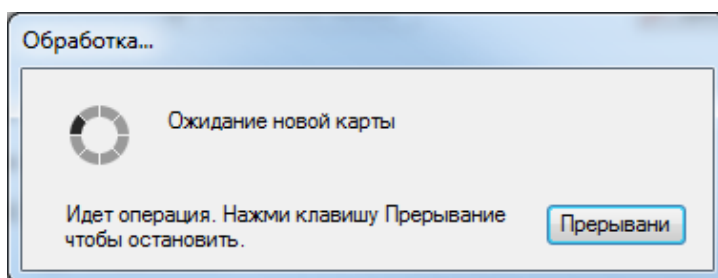 Обработка...
Ожидание новой карты
Идет операция. Нажми клавишу Прерывание
чтобы остановить.
Прерывани